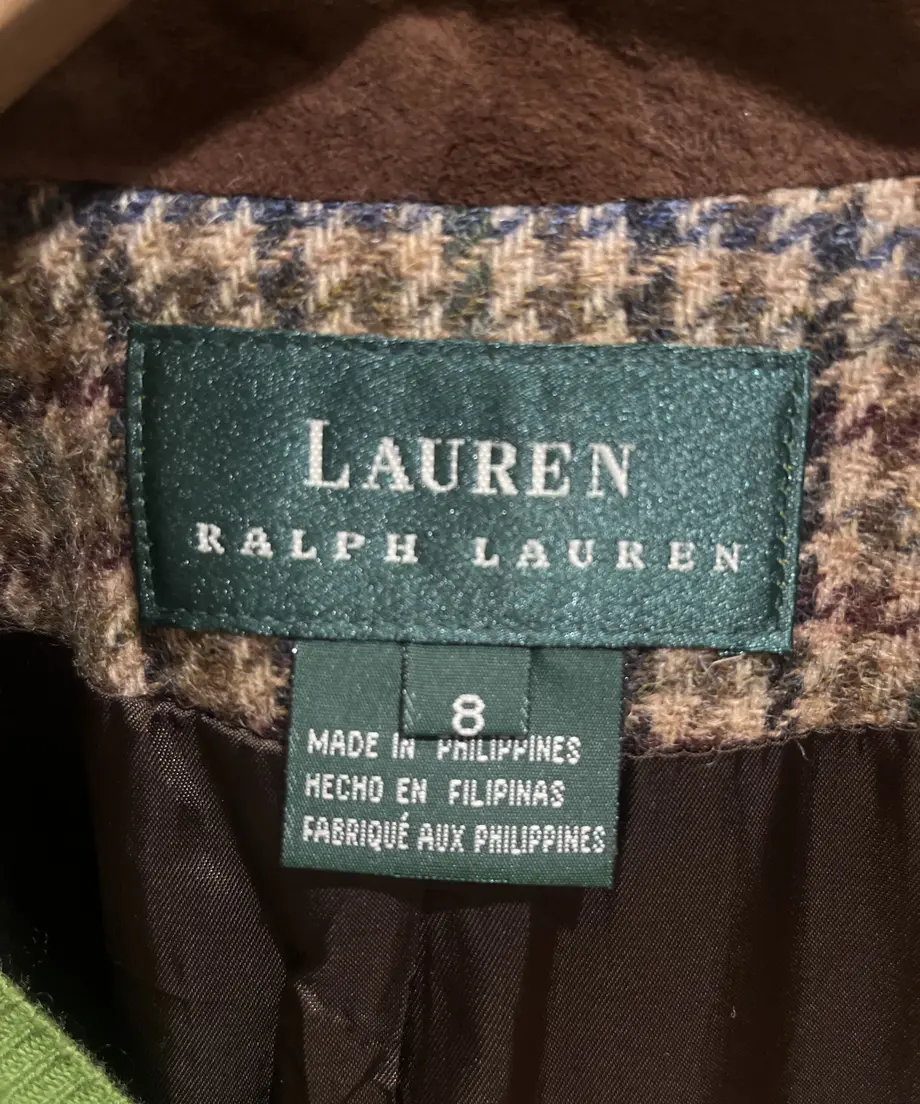 LAUREN
RALPH LAUREN
8
MADE IN PHILIPPINES
HECHO EN FILIPINAS
FABRIQUÉ AUX PHILIPPINES